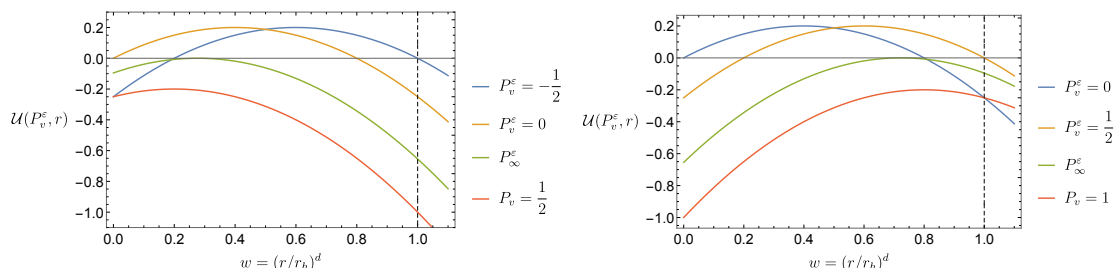 0.2
0.0
-0.2
-0.4
-0.6
-0.8
-1.0
𝒰(P_v^ε, r)
0.0 0.2 0.4 0.6 0.8 1.0
w = (r/r_h)^d
P_v^ε = -1/2
P_v^ε = 0
P_∞^ε
P_v = 1/2
0.2
0.0
-0.2
-0.4
-0.6
-0.8
-1.0
𝒰(P_v^ε, r)
0.0 0.2 0.4 0.6 0.8 1.0
w = (r/r_h)^d
P_v^ε = 0
P_v^ε = 1/2
P_∞^ε
P_v = 1